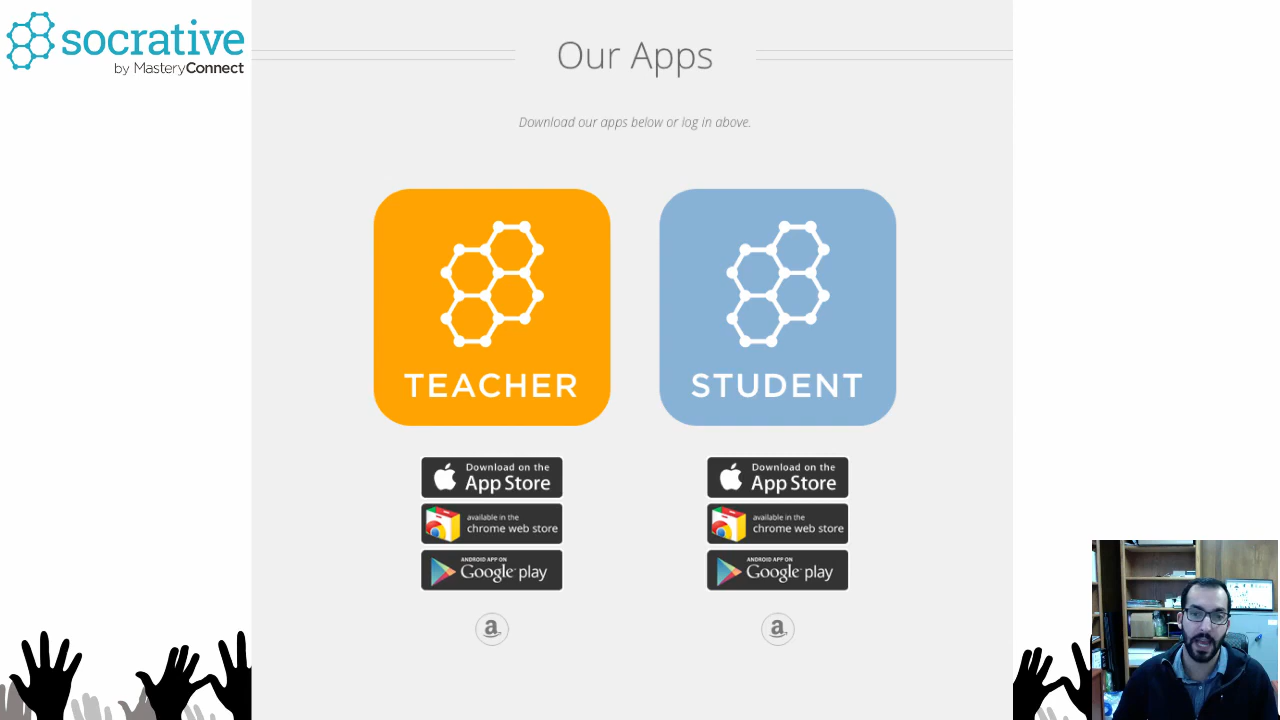 socrative
by MasteryConnect
Our Apps
Download our apps below or log in above.
TEACHER
STUDENT
Download on the
App Store
available in the
chrome web store
ANDROID APP ON
Google play
a
Download on the
App Store
available in the
chrome web store
ANDROID APP ON
Google play
a